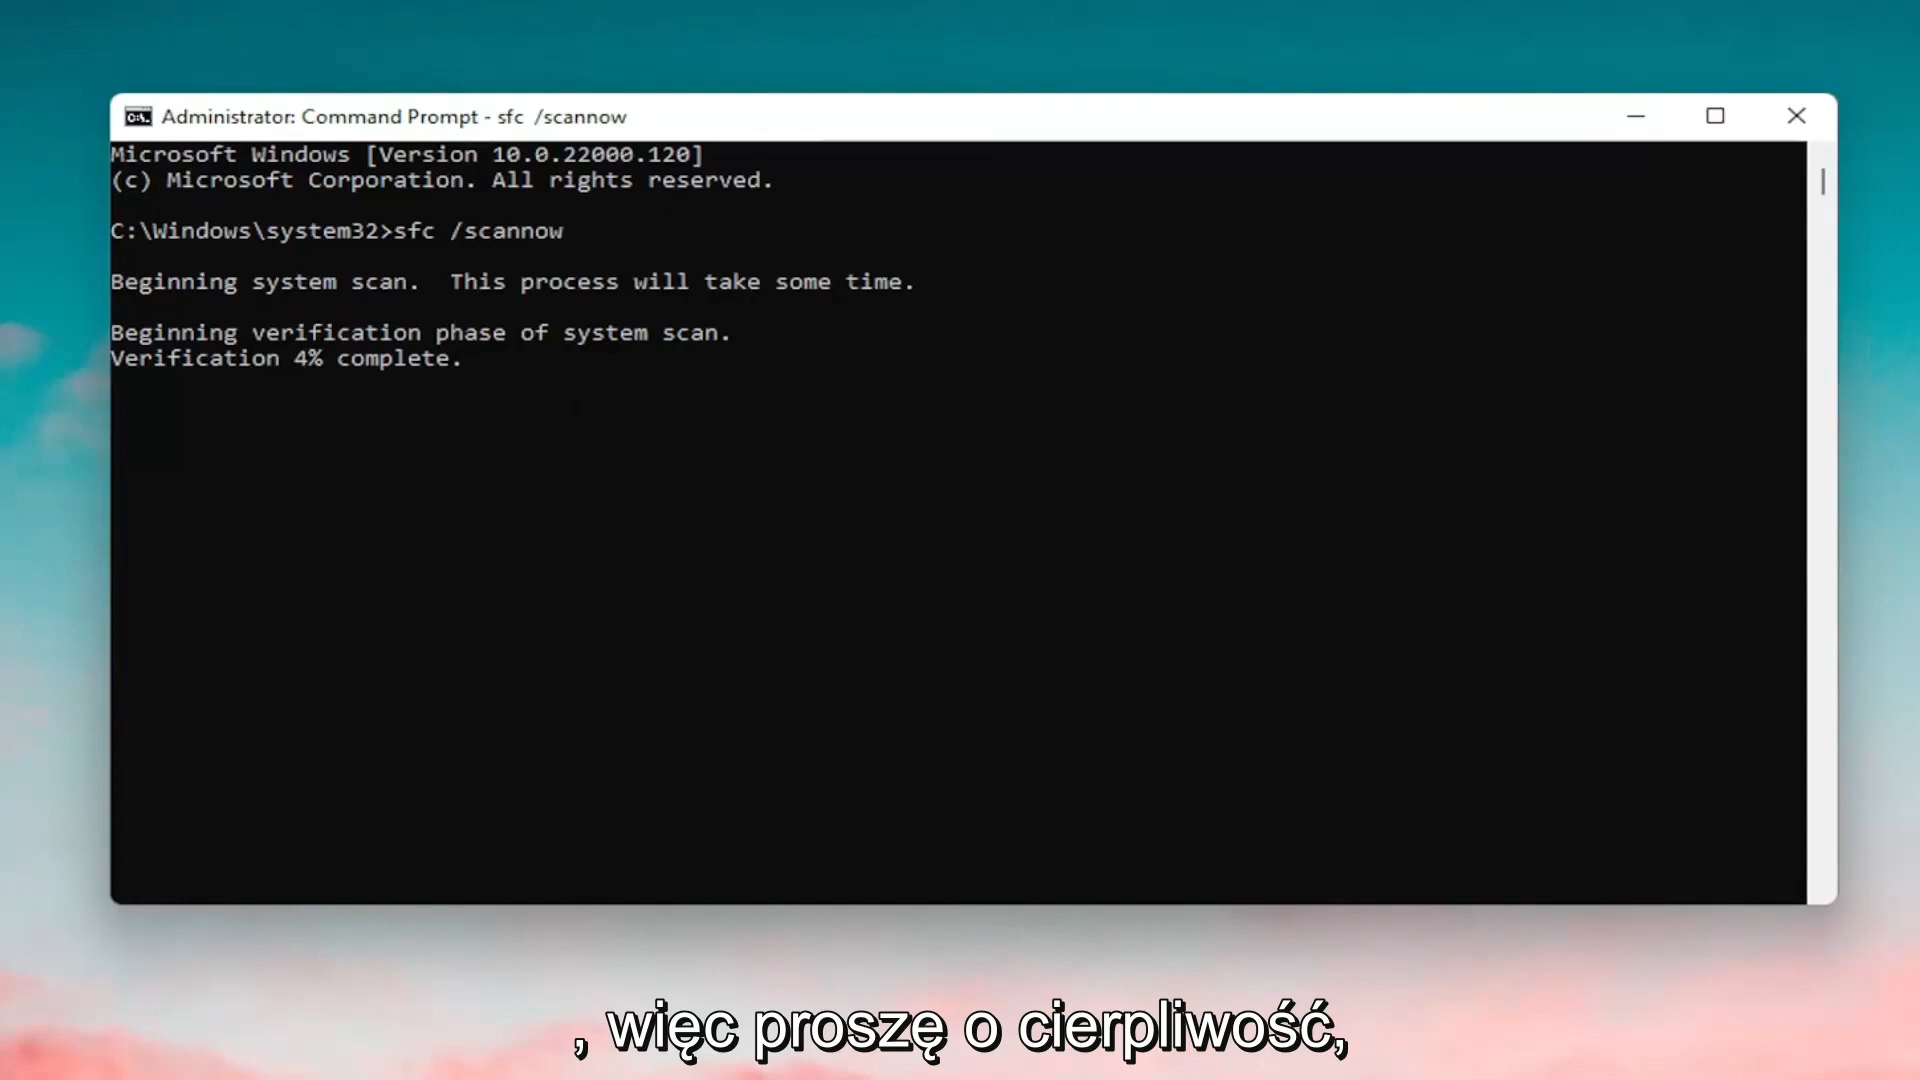 Administrator: Command Prompt - sfc /scannow
Microsoft Windows [Version 10.0.22000.120]
(c) Microsoft Corporation. All rights reserved.
C:\Windows\system32>sfc /scannow
Beginning system scan.  This process will take some time.
Beginning verification phase of system scan.
Verification 4% complete.
, więc proszę o cierpliwość,